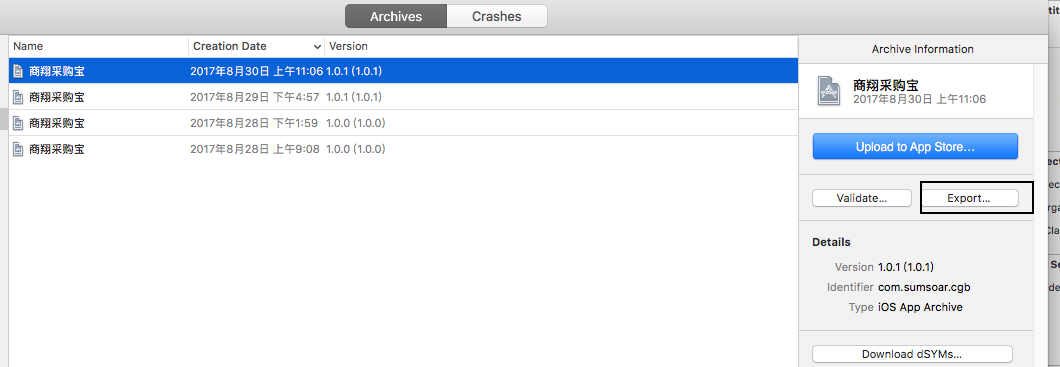 Archives Crashes
Name Creation Date Version
商翔采购宝 2017年8月30日 上午11:06 1.0.1 (1.0.1)
商翔采购宝 2017年8月29日 下午4:57 1.0.1 (1.0.1)
商翔采购宝 2017年8月28日 下午1:59 1.0.0 (1.0.0)
商翔采购宝 2017年8月28日 上午9:08 1.0.0 (1.0.0)
Archive Information
商翔采购宝
2017年8月30日 上午11:06
Upload to App Store...
Validate... Export...
Details
Version 1.0.1 (1.0.1)
Identifier com.sumsoar.cgb
Type iOS App Archive
Download dSYMs...